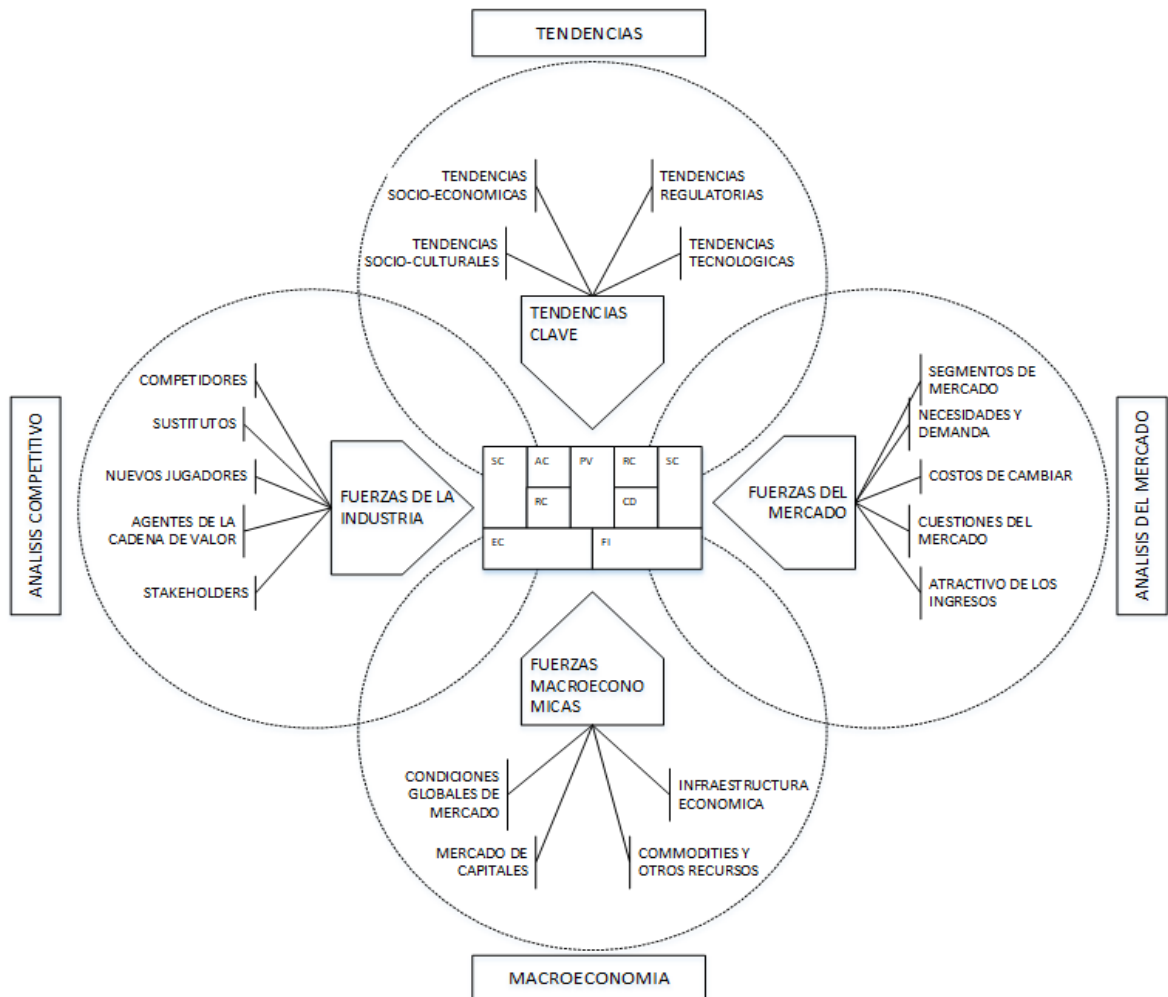 TENDENCIAS
TENDENCIAS
SOCIO-ECONOMICAS
TENDENCIAS
REGULATORIAS
TENDENCIAS
SOCIO-CULTURALES
TENDENCIAS
TECNOLOGICAS
TENDENCIAS
CLAVE
ANALISIS COMPETITIVO
COMPETIDORES
SUSTITUTOS
NUEVOS JUGADORES
AGENTES DE LA
CADENA DE VALOR
STAKEHOLDERS
FUERZAS DE LA
INDUSTRIA
SC
AC
PV
RC
SC
RC
CD
EC
FI
FUERZAS DEL
MERCADO
SEGMENTOS DE
MERCADO
NECESIDADES Y
DEMANDA
COSTOS DE CAMBIAR
CUESTIONES DEL
MERCADO
ATRACTIVO DE LOS
INGRESOS
ANALISIS DEL MERCADO
FUERZAS
MACROECONO
MICAS
CONDICIONES
GLOBALES DE
MERCADO
INFRAESTRUCTURA
ECONOMICA
MERCADO DE
CAPITALES
COMMODITIES Y
OTROS RECURSOS
MACROECONOMIA